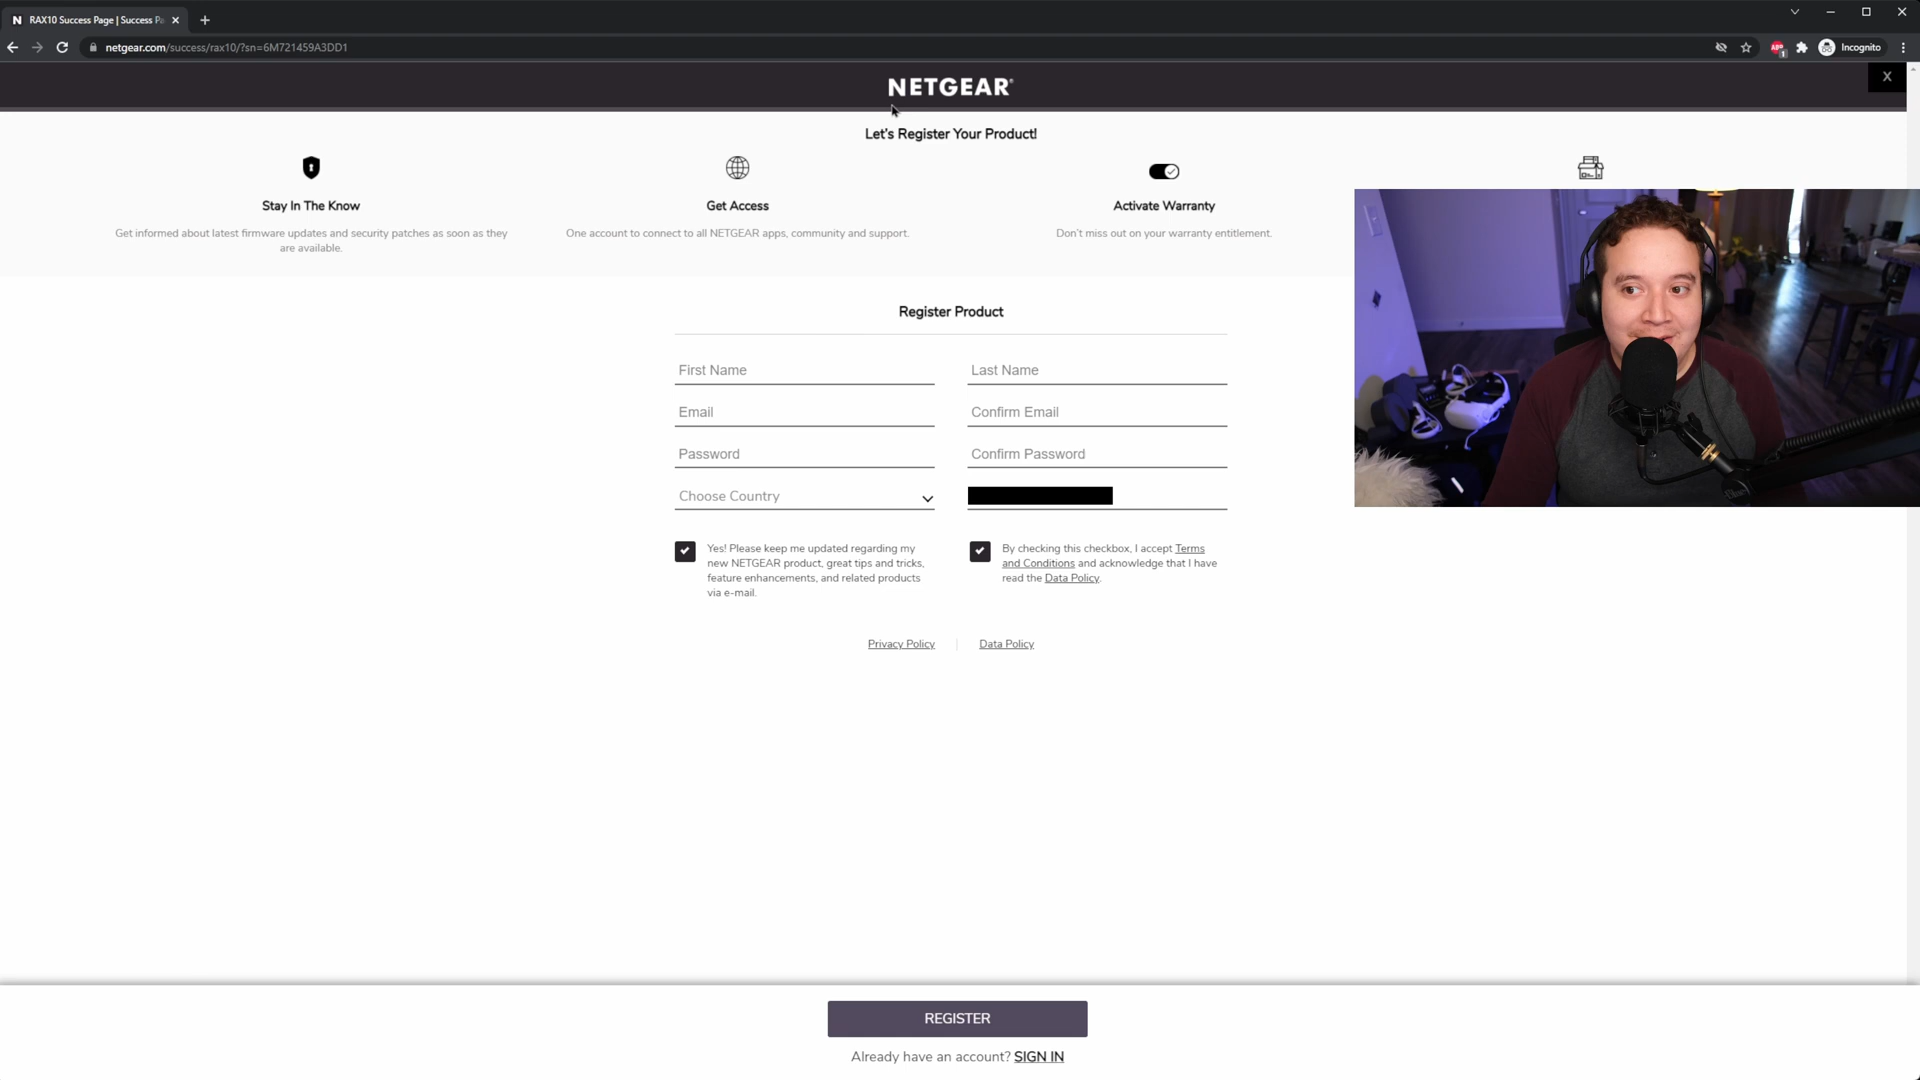 RAX10 Success Page | Success Pa
netgear.com/success/rax10/?sn=6M721459A3DD1
ABP
1
Incognito
NETGEAR®
X
Let's Register Your Product!
Stay In The Know
Get informed about latest firmware updates and security patches as soon as they
are available.
Get Access
One account to connect to all NETGEAR apps, community and support.
Activate Warranty
Don't miss out on your warranty entitlement.
Register Product
First Name
Last Name
Email
Confirm Email
Password
Confirm Password
Choose Country
Yes! Please keep me updated regarding my
new NETGEAR product, great tips and tricks,
feature enhancements, and related products
via e-mail.
By checking this checkbox, I accept Terms
and Conditions and acknowledge that I have
read the Data Policy.
Privacy Policy
Data Policy
REGISTER
Already have an account? SIGN IN